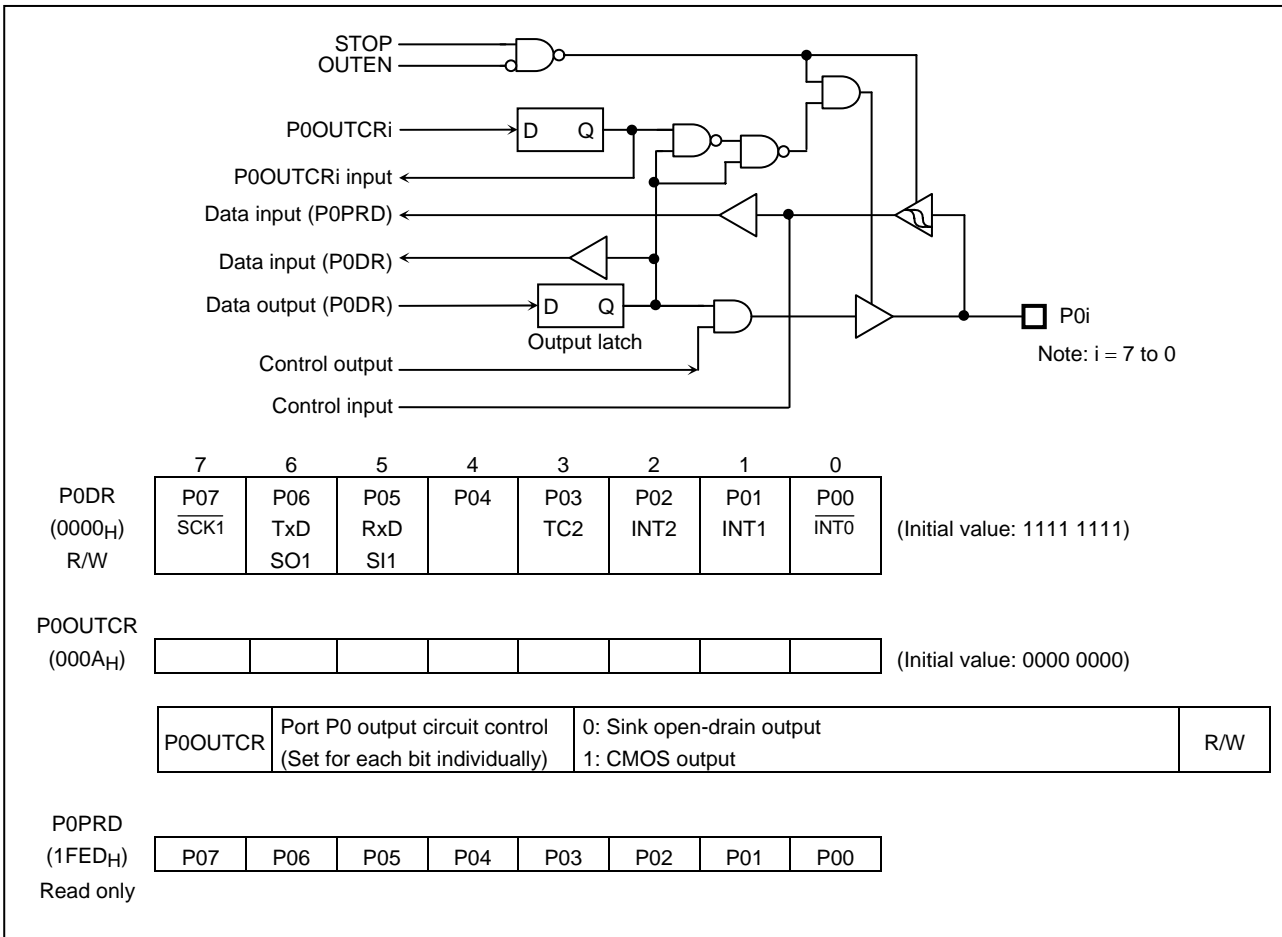 STOP
OUTEN
P0OUTCRi
D Q
P0OUTCRi input
Data input (P0PRD)
Data input (P0DR)
Data output (P0DR)
D Q
Output latch
P0i
Note: i = 7 to 0
Control output
Control input
7 6 5 4 3 2 1 0
P0DR
(0000H)
R/W
P07 P06 P05 P04 P03 P02 P01 P00
SCK1 TxD RxD TC2 INT2 INT1 INT0
SO1 SI1
(Initial value: 1111 1111)
P0OUTCR
(000AH)
(Initial value: 0000 0000)
P0OUTCR
Port P0 output circuit control
(Set for each bit individually)
0: Sink open-drain output
1: CMOS output
R/W
P0PRD
(1FEDH)
Read only
P07 P06 P05 P04 P03 P02 P01 P00